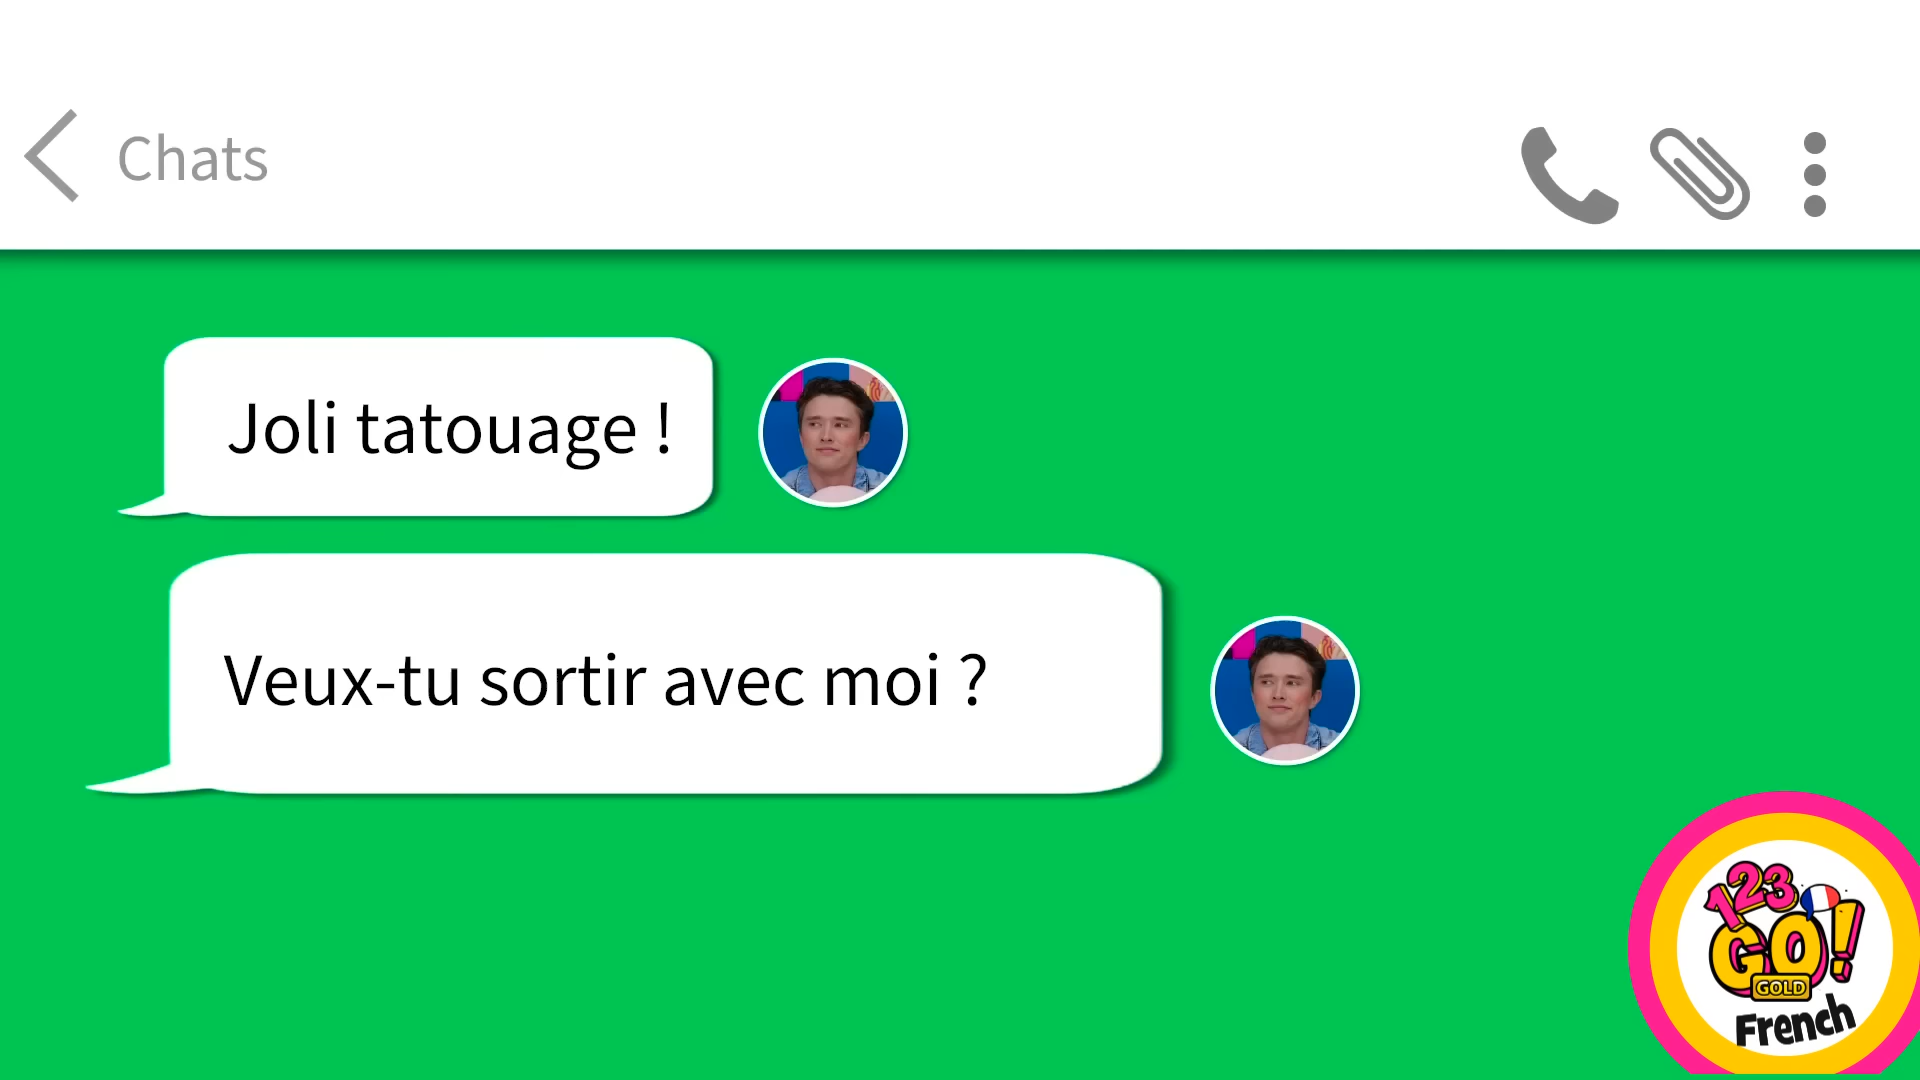 Chats
Joli tatouage !
Veux-tu sortir avec moi ?
123
GO!
GOLD
French